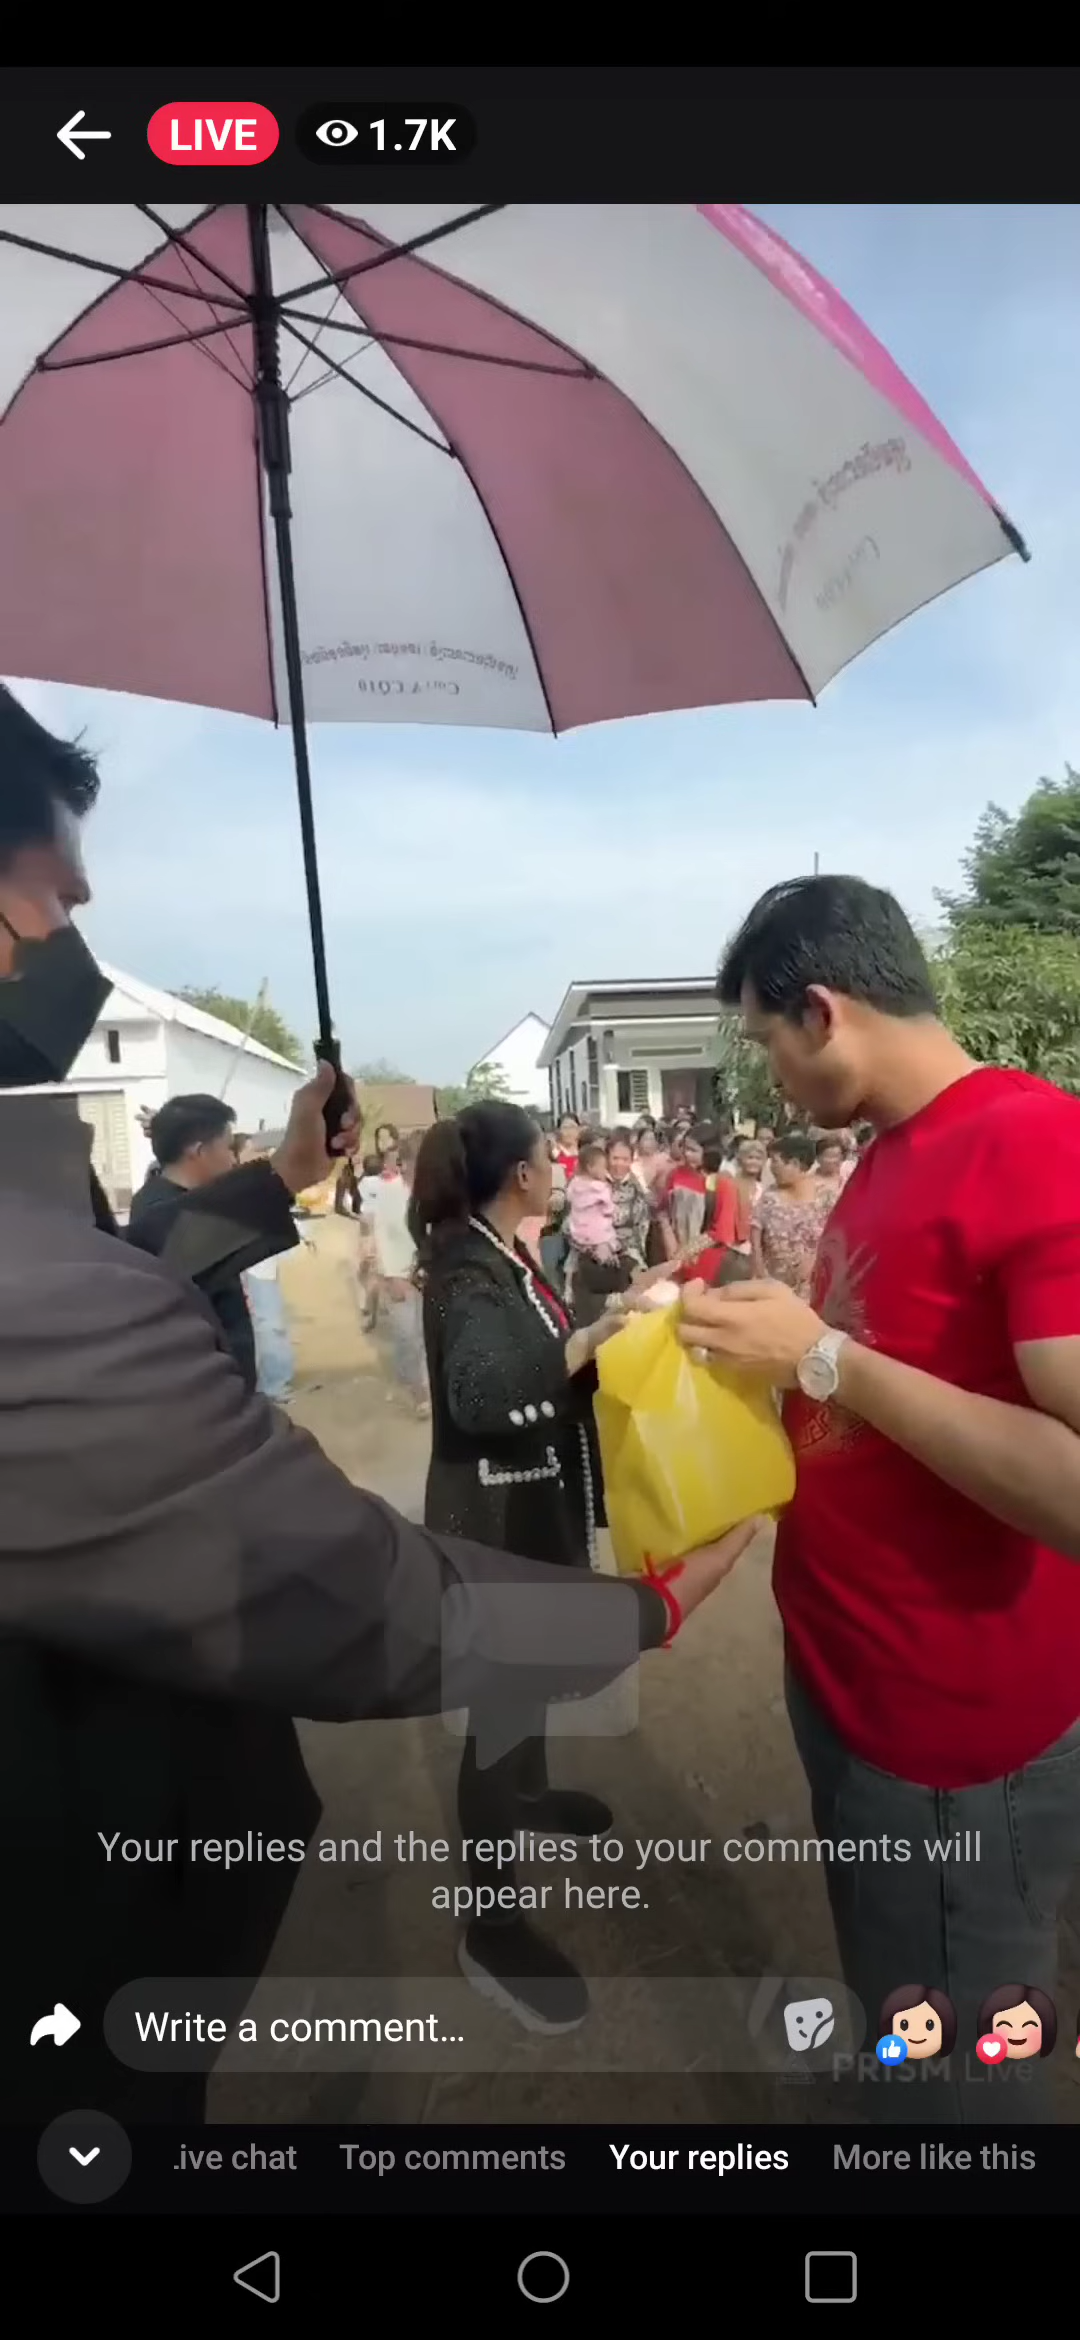 LIVE 1.7K
Your replies and the replies to your comments will
appear here.
Write a comment...
PRISM Live
.ive chat Top comments Your replies More like this